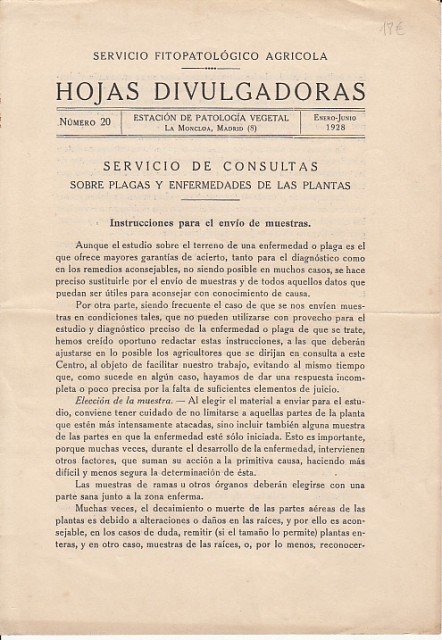 18€
SERVICIO FITOPATOLÓGICO AGRICOLA
HOJAS DIVULGADORAS
NÚMERO 20
ESTACIÓN DE PATOLOGÍA VEGETAL
LA MONCLOA, MADRID (8)
ENERO-JUNIO
1928
SERVICIO DE CONSULTAS
SOBRE PLAGAS Y ENFERMEDADES DE LAS PLANTAS
Instrucciones para el envío de muestras.
Aunque el estudio sobre el terreno de una enfermedad o plaga es el
que ofrece mayores garantías de acierto, tanto para el diagnóstico como
en los remedios aconsejables, no siendo posible en muchos casos, se hace
preciso sustituirle por el envío de muestras y de todos aquellos datos que
puedan ser útiles para aconsejar con conocimiento de causa.
Por otra parte, siendo frecuente el caso de que se nos envíen mues-
tras en condiciones tales, que no pueden utilizarse con provecho para el
estudio y diagnóstico preciso de la enfermedad o plaga de que se trate,
hemos creído oportuno redactar estas instrucciones, a las que deberán
ajustarse en lo posible los agricultores que se dirijan en consulta a este
Centro, al objeto de facilitar nuestro trabajo, evitando al mismo tiempo
que, como sucede en algún caso, hayamos de dar una respuesta incom-
pleta o poco precisa por la falta de suficientes elementos de juicio.
Elección de la muestra. — Al elegir el material a enviar para el estu-
dio, conviene tener cuidado de no limitarse a aquellas partes de la planta
que estén más intensamente atacadas, sino incluir también alguna muestra
de las partes en que la enfermedad esté sólo iniciada. Esto es importante,
porque muchas veces, durante el desarrollo de la enfermedad, intervienen
otros factores, que suman su acción a la primitiva causa, haciendo más
difícil y menos segura la determinación de ésta.
Las muestras de ramas u otros órganos deberán elegirse con una
parte sana junto a la zona enferma.
Muchas veces, el decaimiento o muerte de las partes aéreas de las
plantas es debido a alteraciones o daños en las raíces, y por ello es acon-
sejable, en los casos de duda, remitir (si el tamaño lo permite) plantas en-
teras, y en otro caso, muestras de las raíces, o, por lo menos, reconocer-